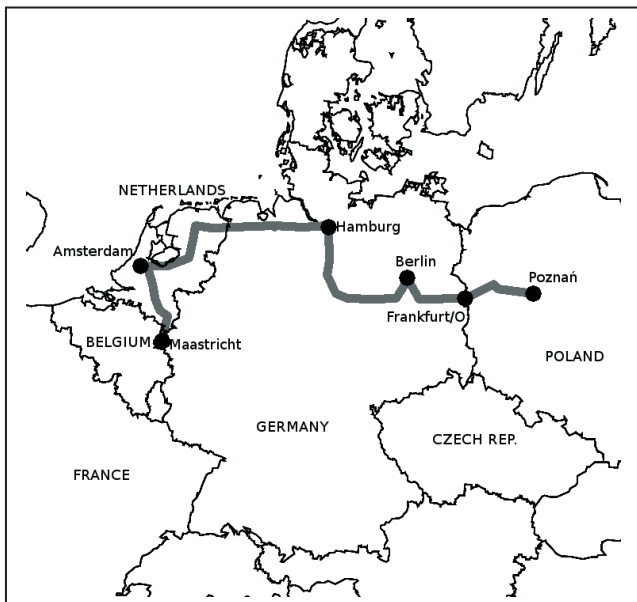 NETHERLANDS
Hamburg
Amsterdam
Berlin
Poznań
Frankfurt/O
BELGIUM
Maastricht
POLAND
GERMANY
CZECH REP.
FRANCE